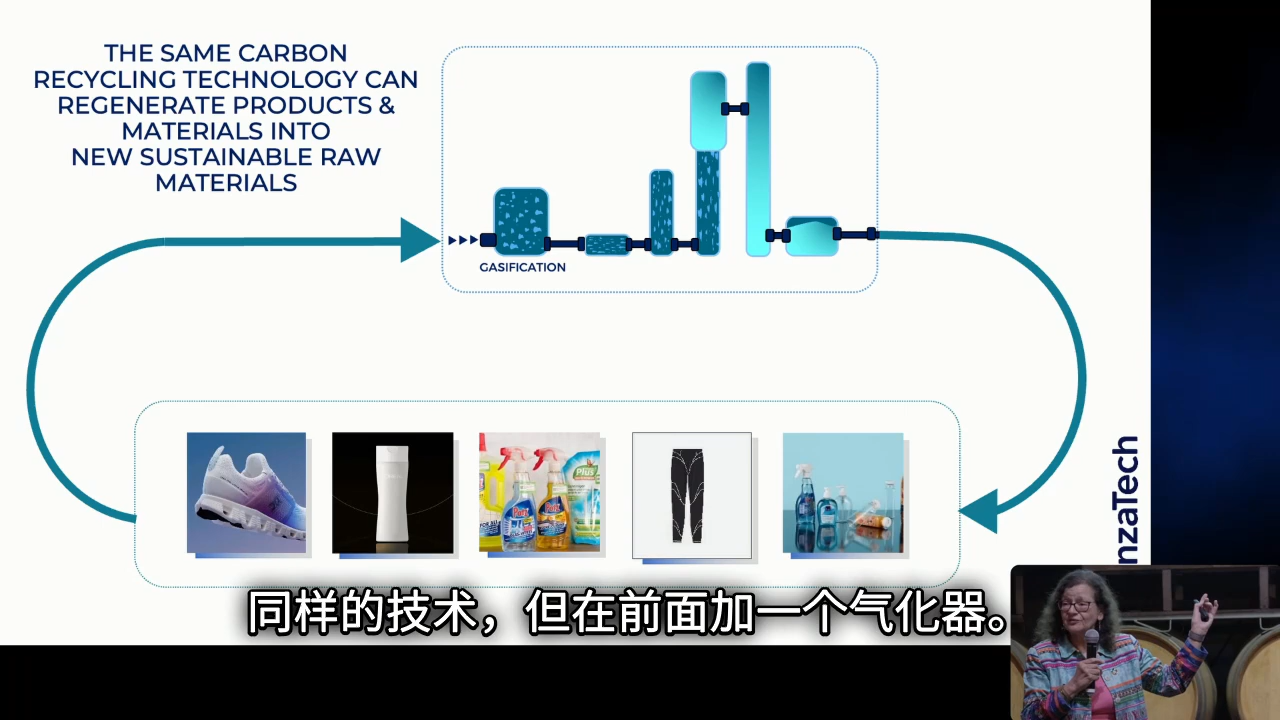 THE SAME CARBON
RECYCLING TECHNOLOGY CAN
REGENERATE PRODUCTS &
MATERIALS INTO
NEW SUSTAINABLE RAW
MATERIALS
GASIFICATION
nzaTech
Plus
同样的技术，但在前面加一个气化器。